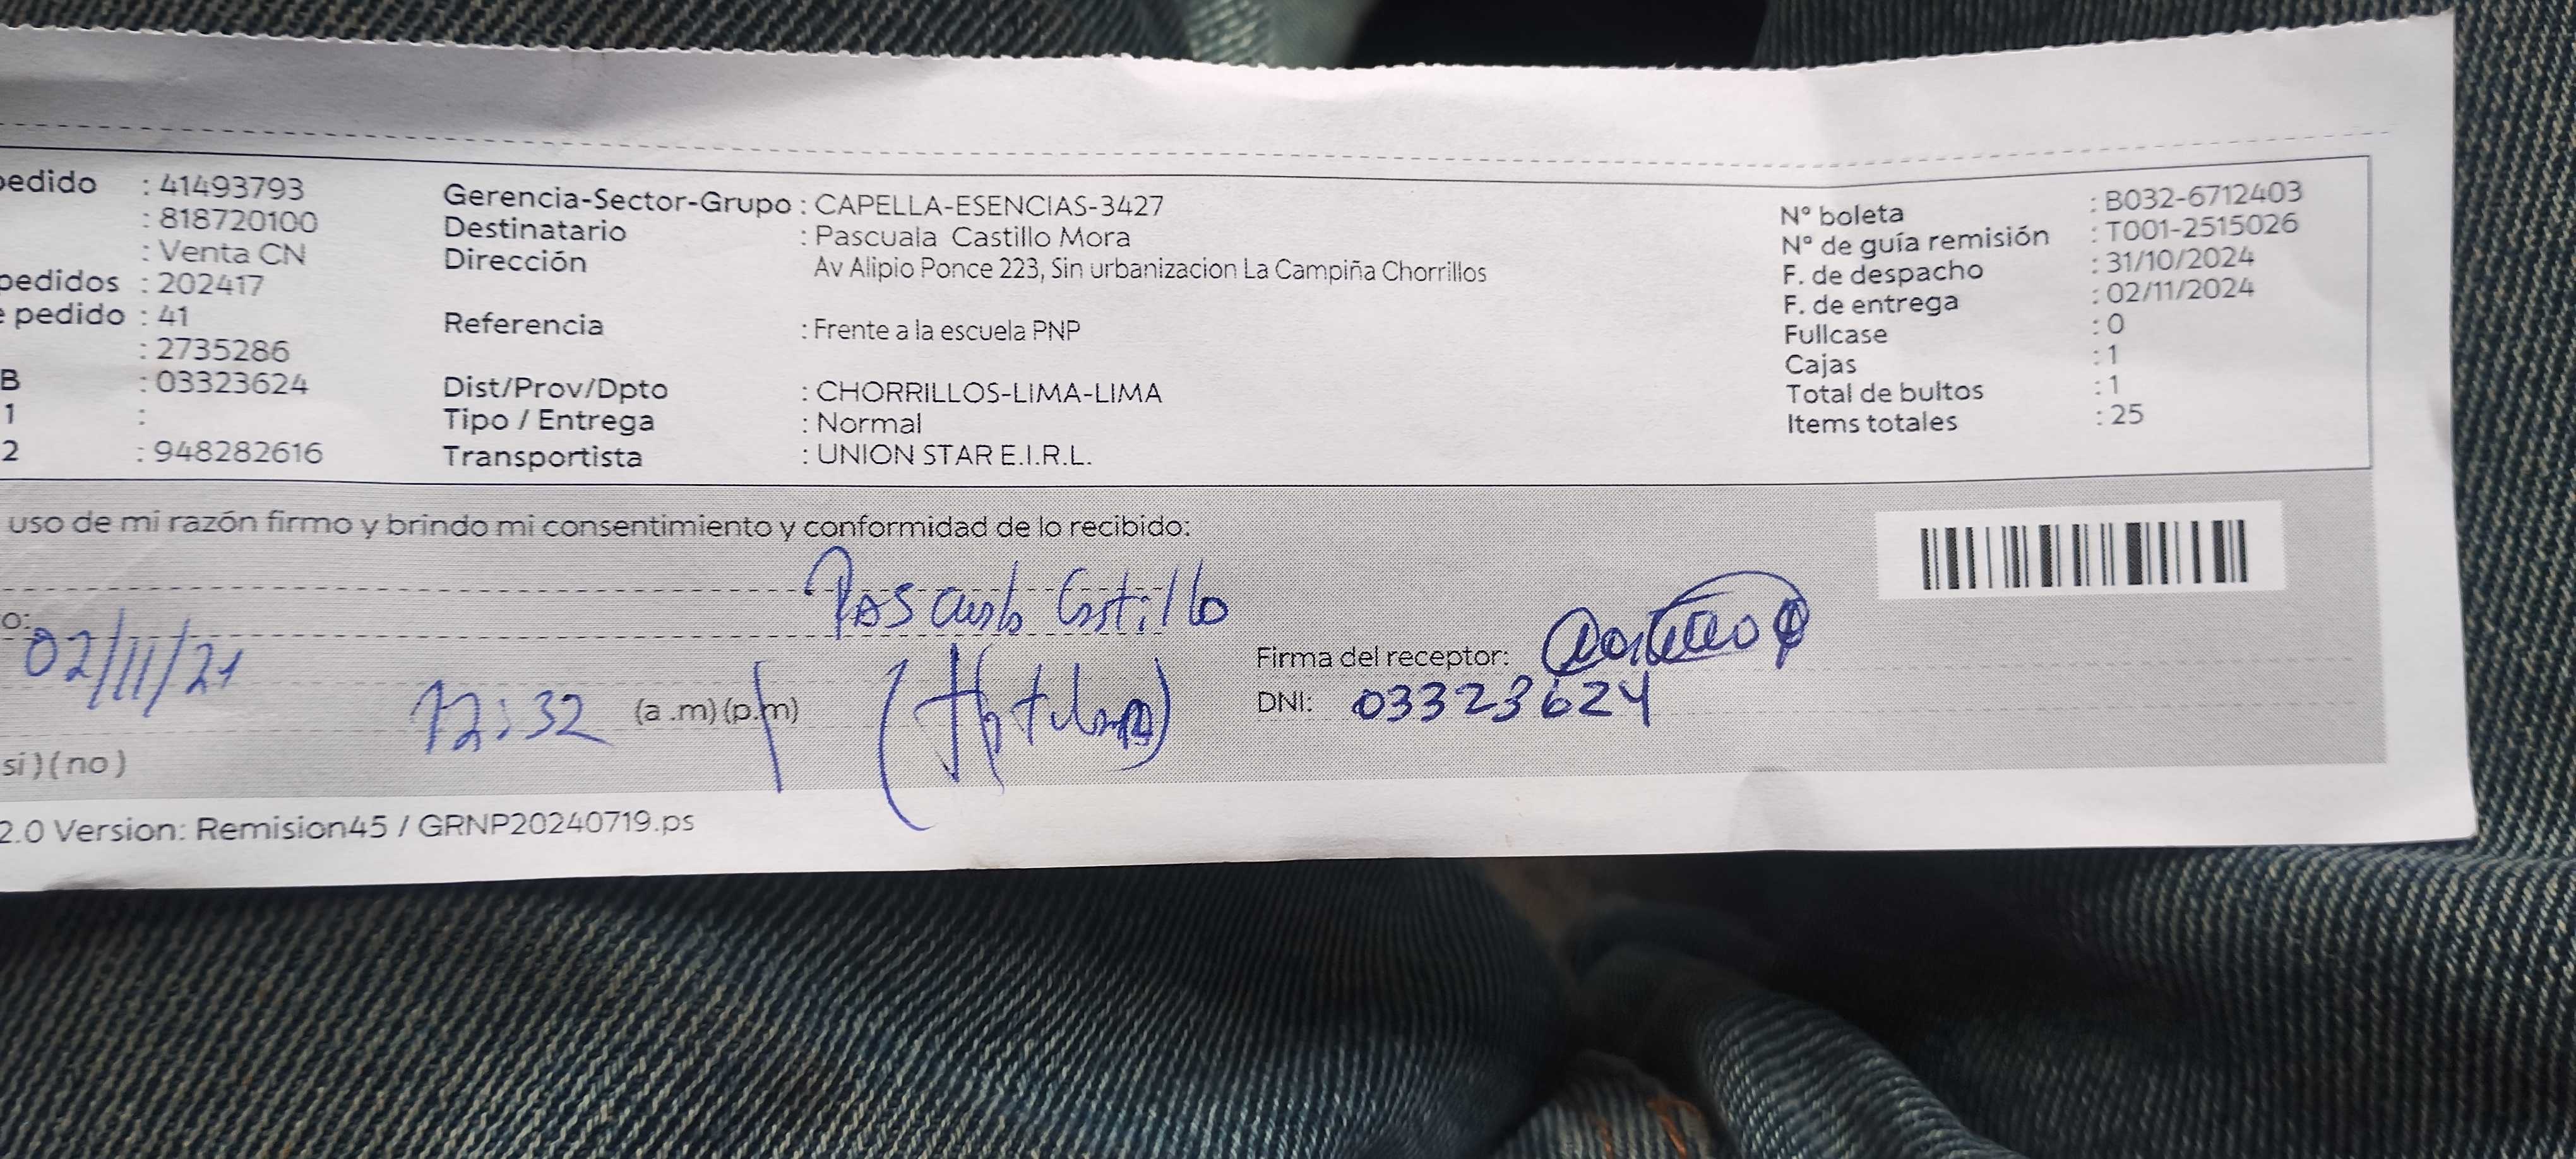 pedido : 41493793
: 818720100
: Venta CN
pedidos : 202417
e pedido : 41
: 2735286
B : 03323624
1 :
2 : 948282616
Gerencia-Sector-Grupo : CAPELLA-ESENCIAS-3427
Destinatario : Pascuala Castillo Mora
Dirección Av Alipio Ponce 223, Sin urbanizacion La Campiña Chorrillos
Referencia : Frente a la escuela PNP
Dist/Prov/Dpto : CHORRILLOS-LIMA-LIMA
Tipo / Entrega : Normal
Transportista : UNION STAR E.I.R.L.
N° boleta : B032-6712403
N° de guía remisión : T001-2515026
F. de despacho : 31/10/2024
F. de entrega : 02/11/2024
Fullcase : 0
Cajas : 1
Total de bultos : 1
Items totales : 25
uso de mi razón firmo y brindo mi consentimiento y conformidad de lo recibido:
Castillo
o: 02/11/21
12:32 (a .m) (p.m)
Firma del receptor:
DNI: 03323624
si ) ( no )
2.0 Version: Remision45 / GRNP20240719.ps